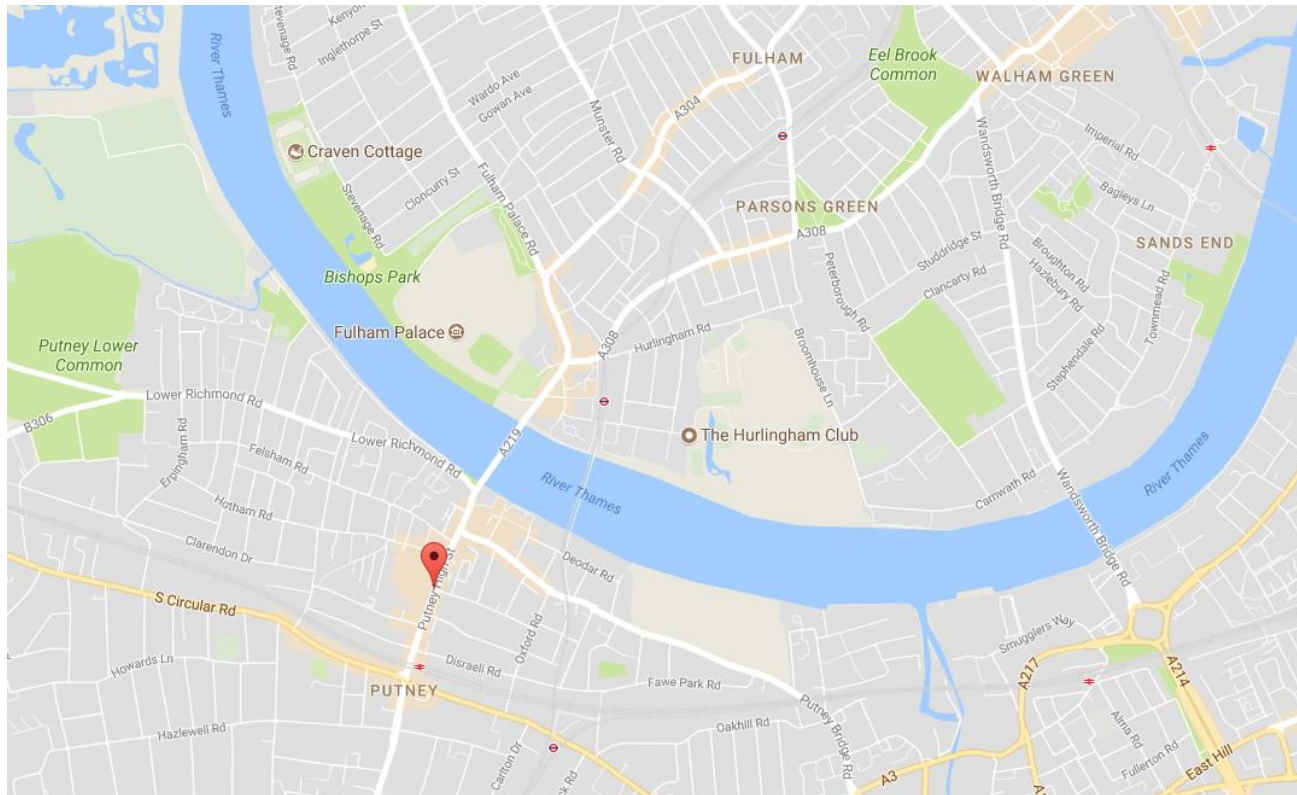 Stevenage Rd
Kenyon
Inglethorpe St
River Thames
Wardo Ave
Gowan Ave
Munster Rd
FULHAM
A304
Eel Brook
Common
WALHAM GREEN
Wandsworth Bridge Rd
Imperial Rd
Bagleys Ln
Craven Cottage
Stevenage Rd
Cloncurry St
Fulham Palace Rd
PARSONS GREEN
A308
Peterborough Rd
Studdridge St
Clancarty Rd
Broughton Rd
Hazlebury Rd
SANDS END
Townmead Rd
Stephendale Rd
Bishops Park
Fulham Palace
A308
Hurlingham Rd
Broomhouse Ln
Putney Lower
Common
B306
Lower Richmond Rd
Lower Richmond Rd
A219
The Hurlingham Club
River Thames
River Thames
Carnwath Rd
Wandsworth Bridge Rd
Erpingham Rd
Felsham Rd
Hotham Rd
Clarendon Dr
S Circular Rd
Putney High St
Deodar Rd
Oxford Rd
Disraeli Rd
Howards Ln
PUTNEY
Fawe Park Rd
Putney Bridge Rd
Smugglers Way
A217
A214
Hazlewell Rd
Oakhill Rd
Carlton Dr
ck Rd
A3
Alma Rd
Fullerton Rd
East Hill